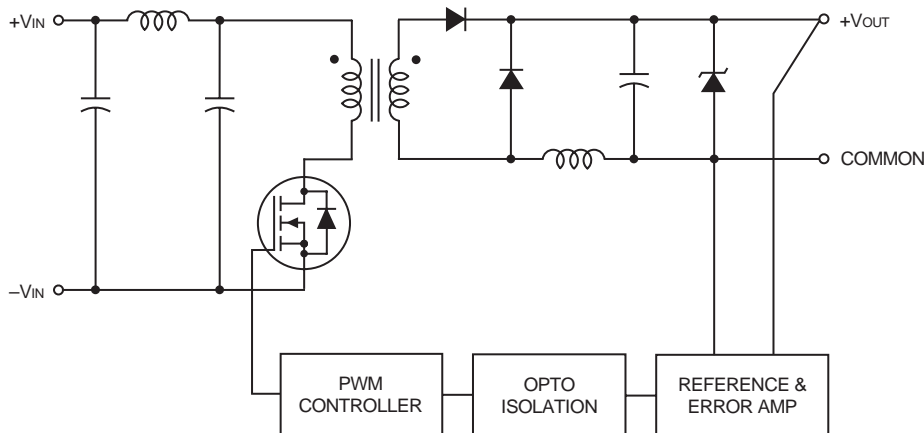 +VIN
+VOUT
COMMON
–VIN
PWM
CONTROLLER
OPTO
ISOLATION
REFERENCE &
ERROR AMP